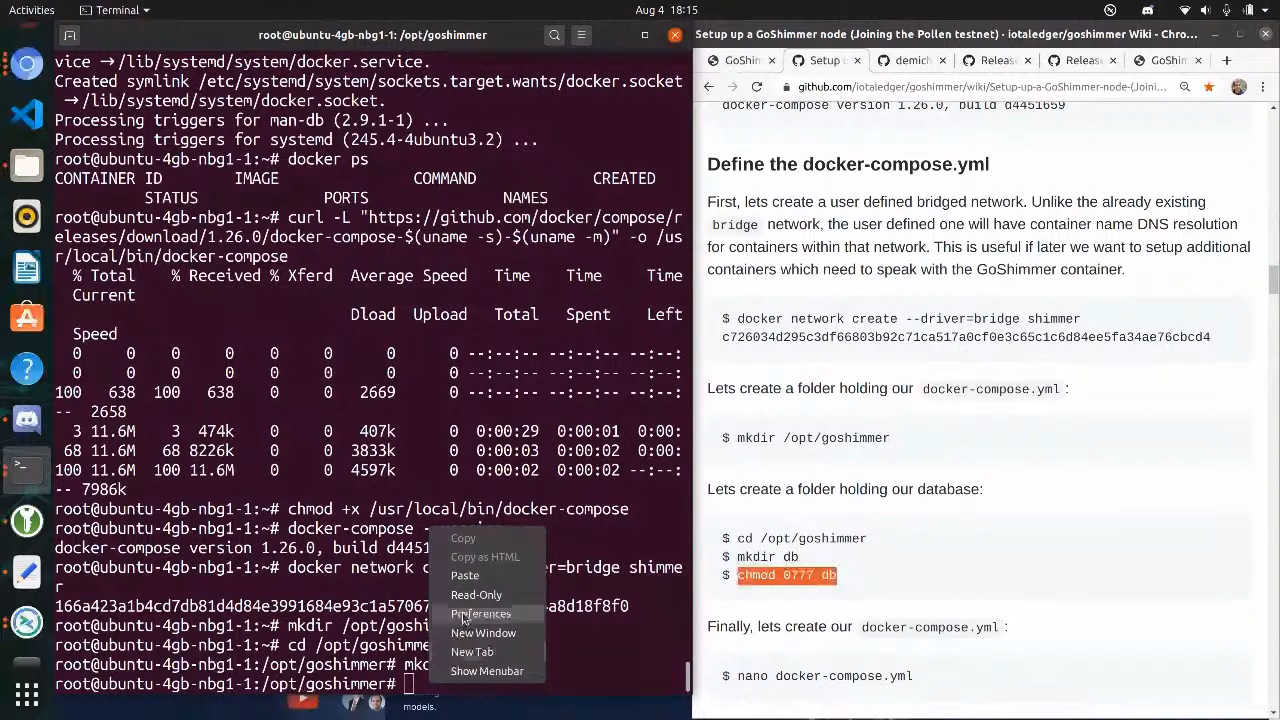 Activities
Terminal
Aug 4 18:15
root@ubuntu-4gb-nbg1-1: /opt/goshimmer
vice → /lib/systemd/system/docker.service.
Created symlink /etc/systemd/system/sockets.target.wants/docker.socket
→ /lib/systemd/system/docker.socket.
Processing triggers for man-db (2.9.1-1) ...
Processing triggers for systemd (245.4-4ubuntu3.2) ...
root@ubuntu-4gb-nbg1-1:~# docker ps
CONTAINER ID IMAGE COMMAND CREATED
STATUS PORTS NAMES
root@ubuntu-4gb-nbg1-1:~# curl -L "https://github.com/docker/compose/r
eleases/download/1.26.0/docker-compose-$(uname -s)-$(uname -m)" -o /us
r/local/bin/docker-compose
% Total % Received % Xferd Average Speed Time Time Time
Current
Dload Upload Total Spent Left
Speed
0 0 0 0 0 0 0 0 --:--:-- --:--:-- --:--:
0 0 0 0 0 0 0 0 --:--:-- --:--:-- --:--:
100 638 100 638 0 0 2669 0 --:--:-- --:--:-- --:--:
-- 2658
3 11.6M 3 474k 0 0 407k 0 0:00:29 0:00:01 0:00:
68 11.6M 68 8226k 0 0 3833k 0 0:00:03 0:00:02 0:00:
100 11.6M 100 11.6M 0 0 4597k 0 0:00:02 0:00:02 --:--:
-- 7986k
root@ubuntu-4gb-nbg1-1:~# chmod +x /usr/local/bin/docker-compose
root@ubuntu-4gb-nbg1-1:~# docker-compose
docker-compose version 1.26.0, build d4451
root@ubuntu-4gb-nbg1-1:~# docker network c =bridge shimme
r
166a423a1b4cd7db81d4d84e3991684e93c1a57067 a8d18f8f0
root@ubuntu-4gb-nbg1-1:~# mkdir /opt/goshi
root@ubuntu-4gb-nbg1-1:~# cd /opt/goshimme
root@ubuntu-4gb-nbg1-1:/opt/goshimmer# mkd
root@ubuntu-4gb-nbg1-1:/opt/goshimmer#
Copy
Copy as HTML
Paste
Read-Only
Preferences
New Window
New Tab
Show Menubar
models.
Setup up a GoShimmer node (Joining the Pollen testnet) · iotaledger/goshimmer Wiki - Chro...
GoShim
Setup u
demich
Release
Release
GoShim
github.com/iotaledger/goshimmer/wiki/Setup-up-a-GoShimmer-node-(Joini...
docker-compose version 1.26.0, build d4451659
Define the docker-compose.yml
First, lets create a user defined bridged network. Unlike the already existing
bridge network, the user defined one will have container name DNS resolution
for containers within that network. This is useful if later we want to setup additional
containers which need to speak with the GoShimmer container.
$ docker network create --driver=bridge shimmer
c726034d295c3df66803b92c71ca517a0cf0e3c65c1c6d84ee5fa34ae76cbcd4
Lets create a folder holding our docker-compose.yml :
$ mkdir /opt/goshimmer
Lets create a folder holding our database:
$ cd /opt/goshimmer
$ mkdir db
$ chmod 0777 db
Finally, lets create our docker-compose.yml :
$ nano docker-compose.yml